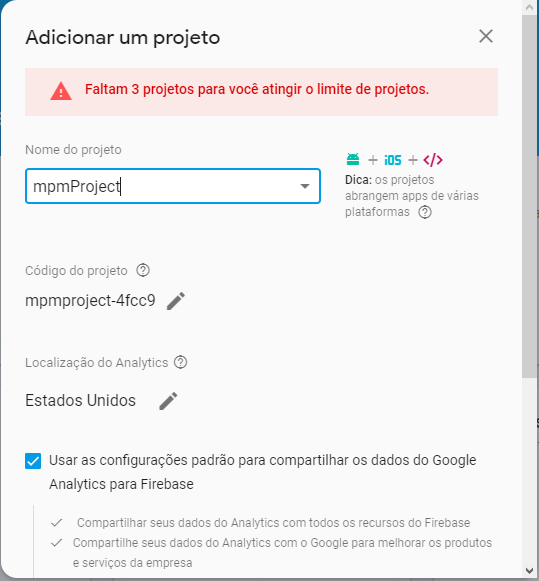 Adicionar um projeto
Faltam 3 projetos para você atingir o limite de projetos.
Nome do projeto
mpmProject
+ iOS + </>
Dica: os projetos
abrangem apps de várias
plataformas
Código do projeto
mpmproject-4fcc9
Localização do Analytics
Estados Unidos
Usar as configurações padrão para compartilhar os dados do Google
Analytics para Firebase
Compartilhar seus dados do Analytics com todos os recursos do Firebase
Compartilhe seus dados do Analytics com o Google para melhorar os produtos
e serviços da empresa